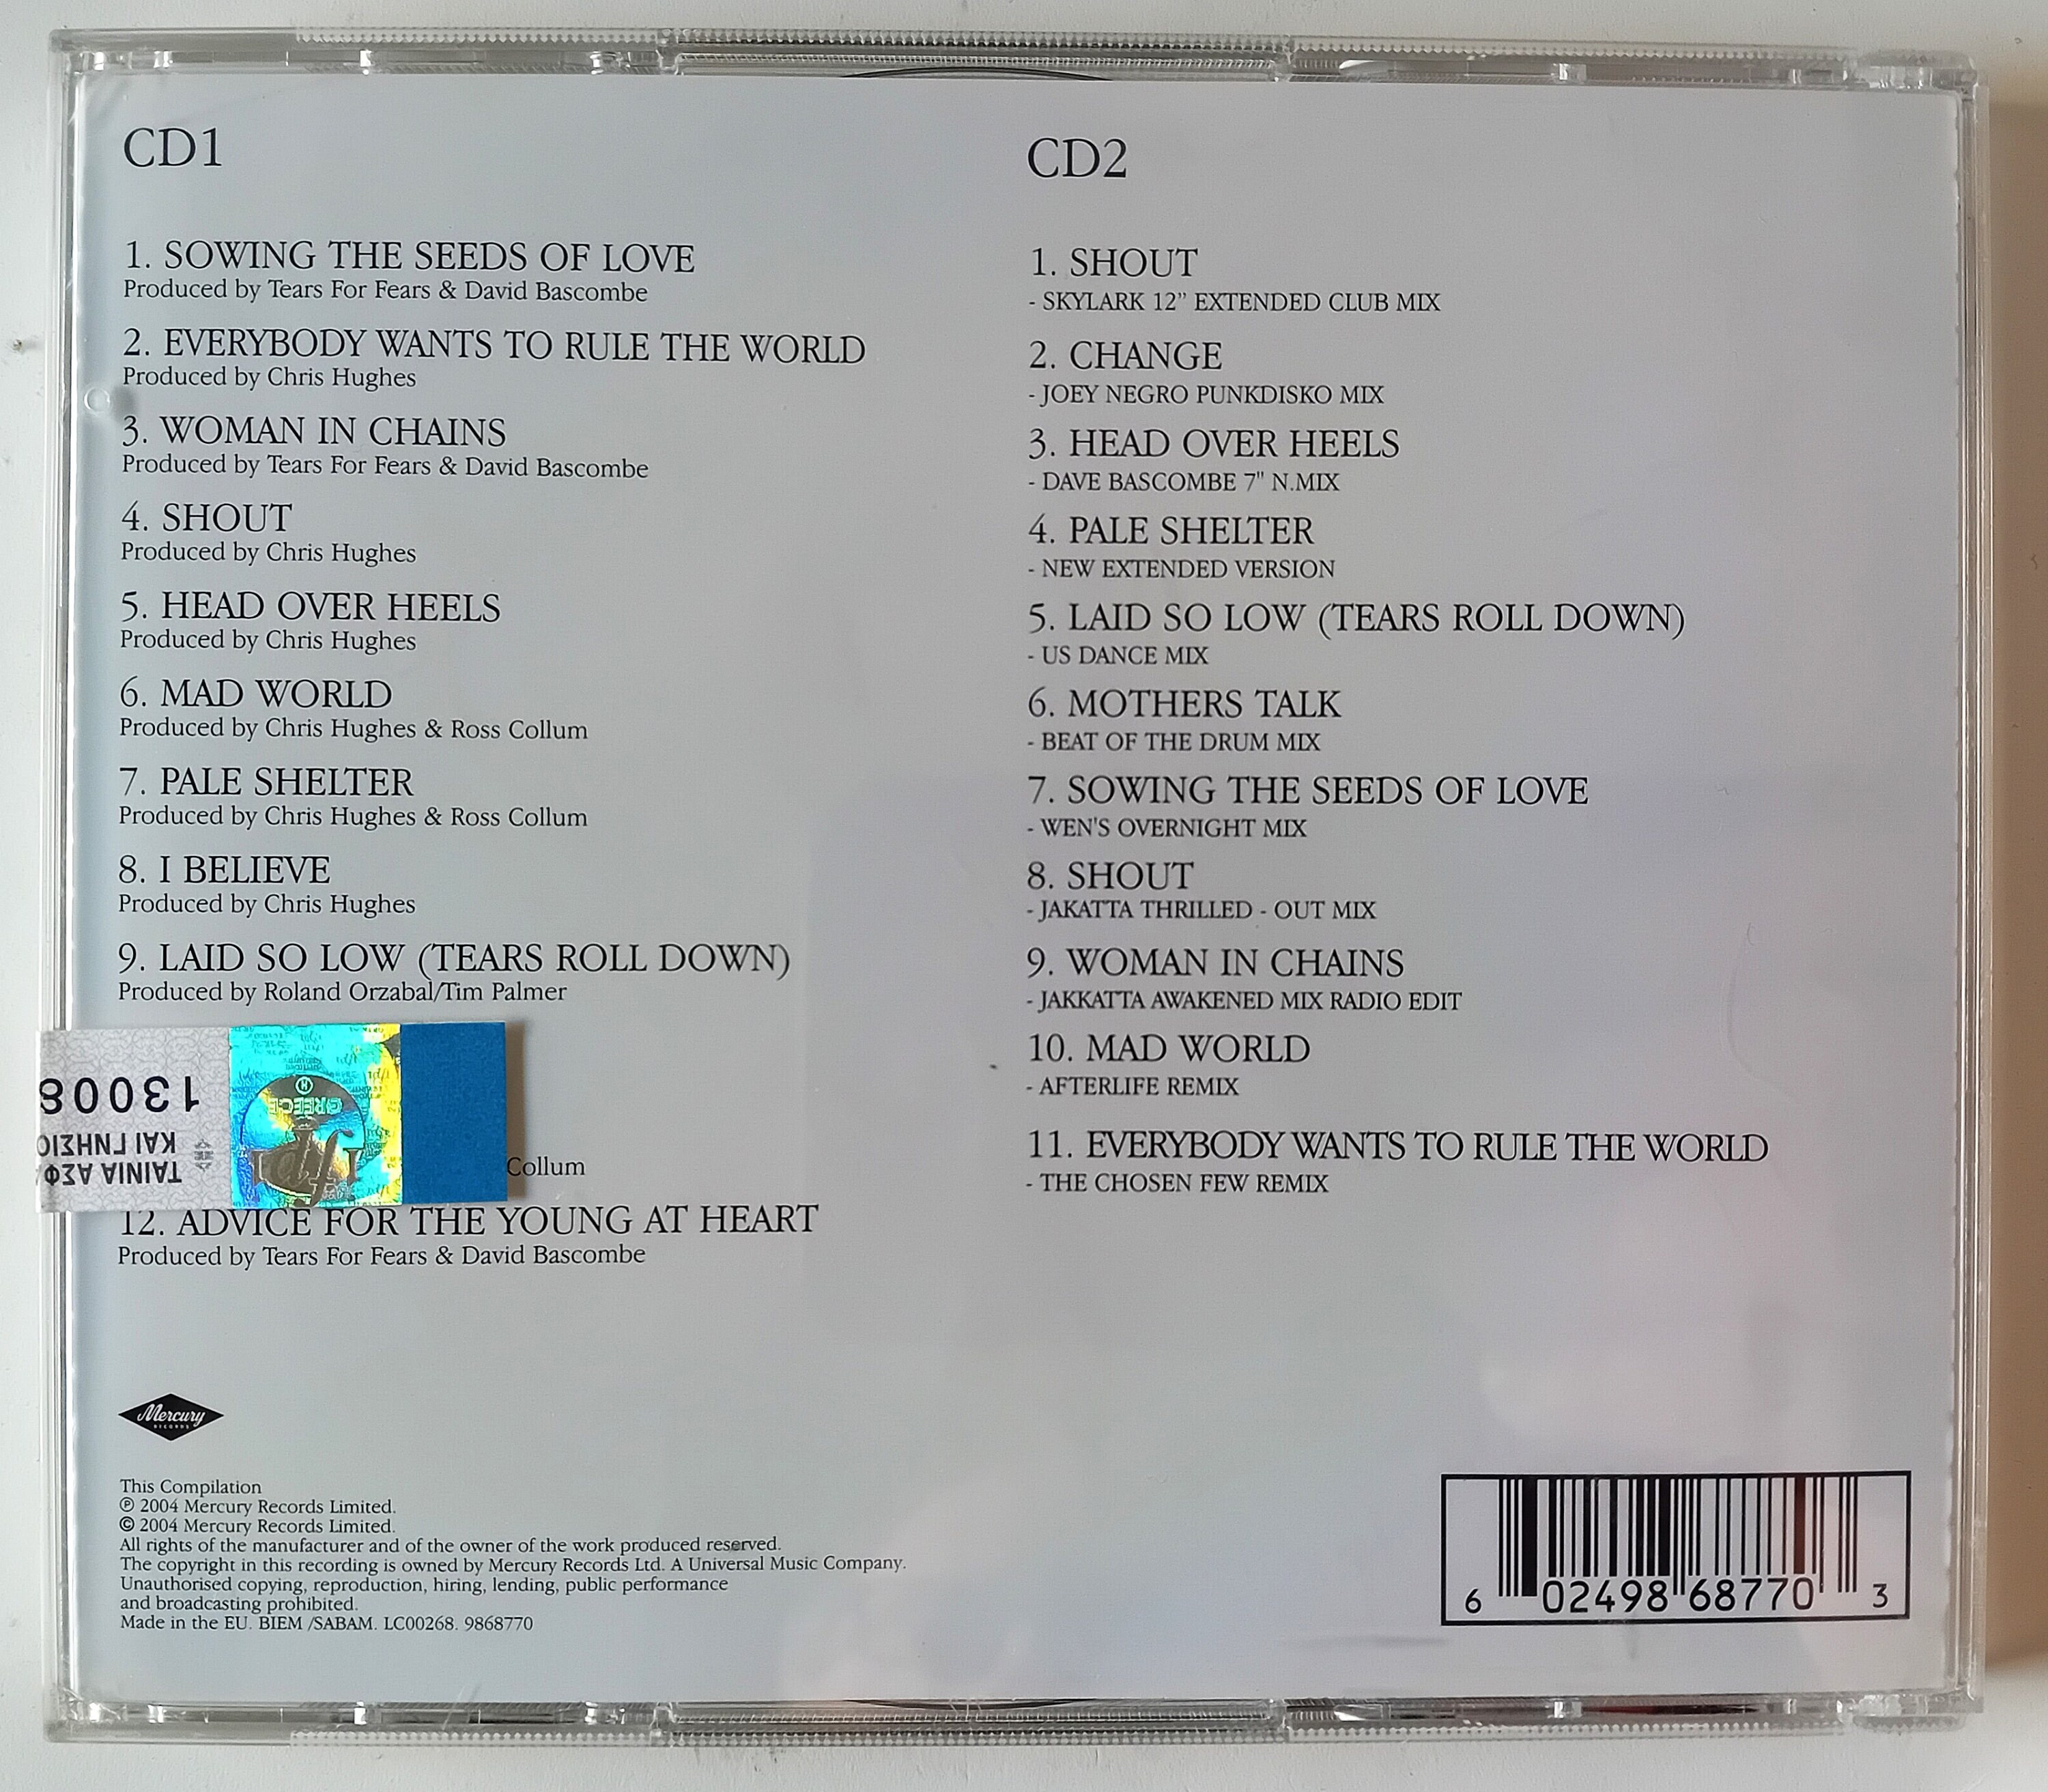 CD1
1. SOWING THE SEEDS OF LOVE
Produced by Tears For Fears & David Bascombe
2. EVERYBODY WANTS TO RULE THE WORLD
Produced by Chris Hughes
3. WOMAN IN CHAINS
Produced by Tears For Fears & David Bascombe
4. SHOUT
Produced by Chris Hughes
5. HEAD OVER HEELS
Produced by Chris Hughes
6. MAD WORLD
Produced by Chris Hughes & Ross Collum
7. PALE SHELTER
Produced by Chris Hughes & Ross Collum
8. I BELIEVE
Produced by Chris Hughes
9. LAID SO LOW (TEARS ROLL DOWN)
Produced by Roland Orzabal/Tim Palmer
Collum
12. ADVICE FOR THE YOUNG AT HEART
Produced by Tears For Fears & David Bascombe
ΤΑΙΝΙΑ
ΚΑΙ
13008
GREECE
CD2
1. SHOUT
- SKYLARK 12” EXTENDED CLUB MIX
2. CHANGE
- JOEY NEGRO PUNKDISKO MIX
3. HEAD OVER HEELS
- DAVE BASCOMBE 7" N.MIX
4. PALE SHELTER
- NEW EXTENDED VERSION
5. LAID SO LOW (TEARS ROLL DOWN)
- US DANCE MIX
6. MOTHERS TALK
- BEAT OF THE DRUM MIX
7. SOWING THE SEEDS OF LOVE
- WEN'S OVERNIGHT MIX
8. SHOUT
- JAKATTA THRILLED - OUT MIX
9. WOMAN IN CHAINS
- JAKKATTA AWAKENED MIX RADIO EDIT
10. MAD WORLD
- AFTERLIFE REMIX
11. EVERYBODY WANTS TO RULE THE WORLD
- THE CHOSEN FEW REMIX
Mercury
RECORDS
This Compilation
℗ 2004 Mercury Records Limited.
© 2004 Mercury Records Limited.
All rights of the manufacturer and of the owner of the work produced reserved.
The copyright in this recording is owned by Mercury Records Ltd. A Universal Music Company.
Unauthorised copying, reproduction, hiring, lending, public performance
and broadcasting prohibited.
Made in the EU. BIEM /SABAM. LC00268. 9868770
6 02498 68770 3